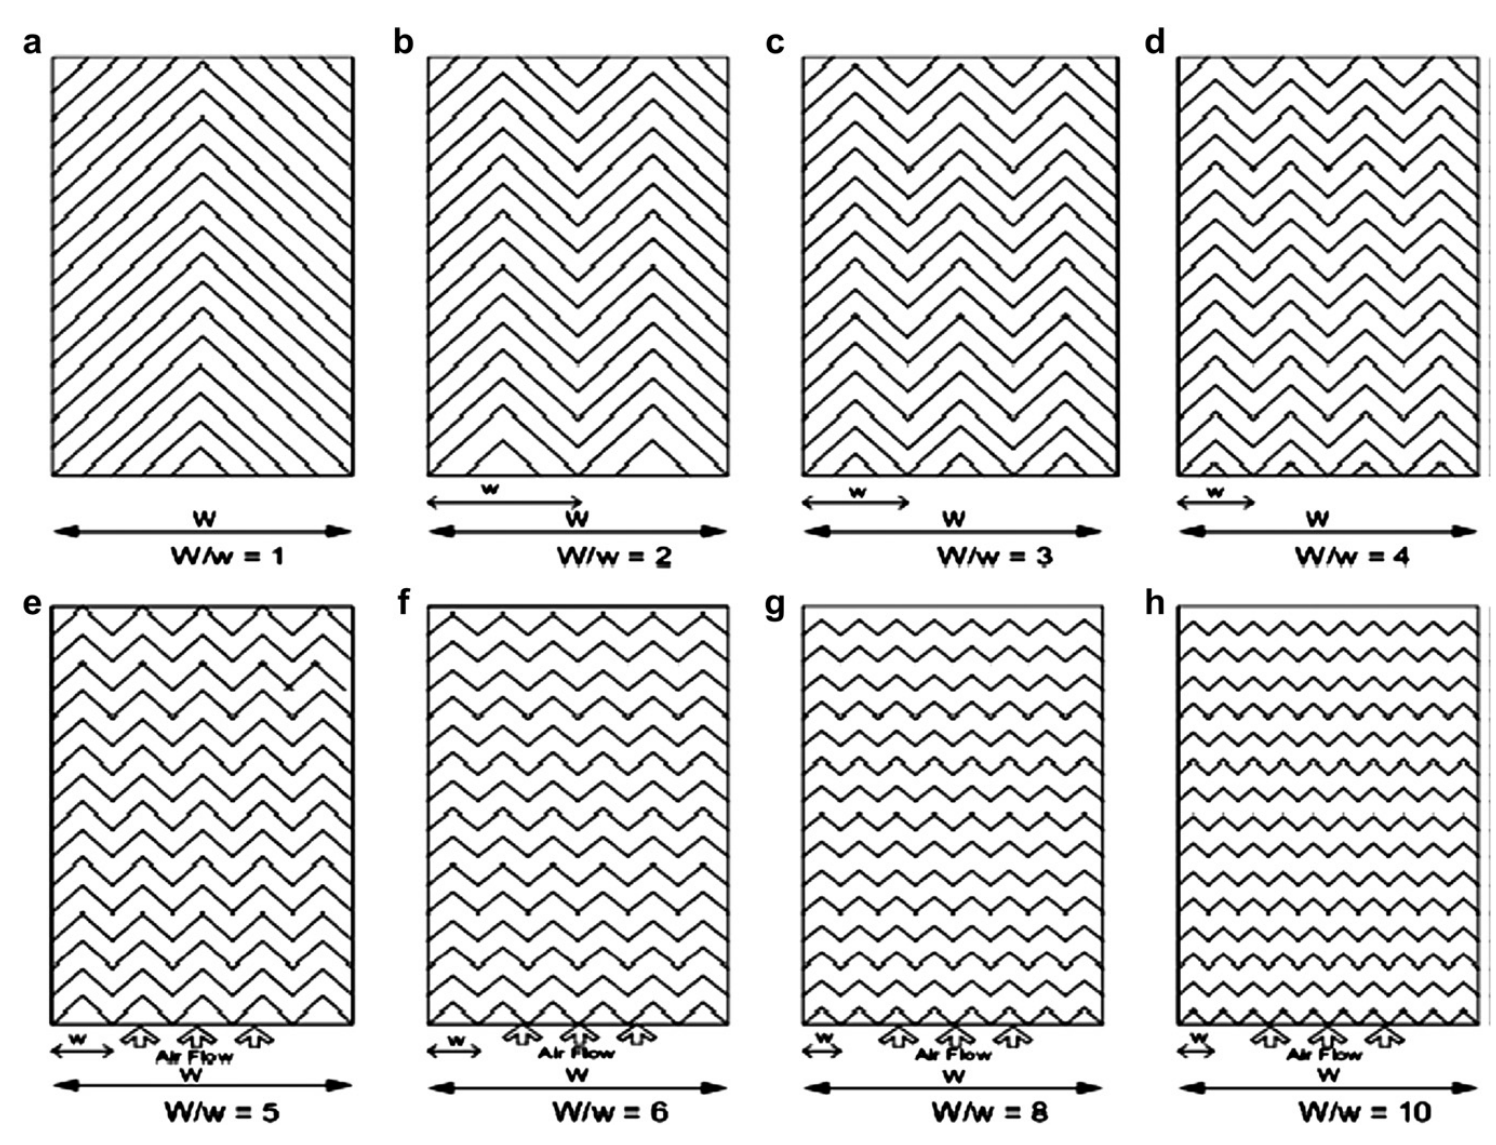 a b c d
w w w
W W W W
W/w = 1 W/w = 2 W/w = 3 W/w = 4
e f g h
w w w w
Air Flow Air Flow Air Flow Air Flow
W W W W
W/w = 5 W/w = 6 W/w = 8 W/w = 10